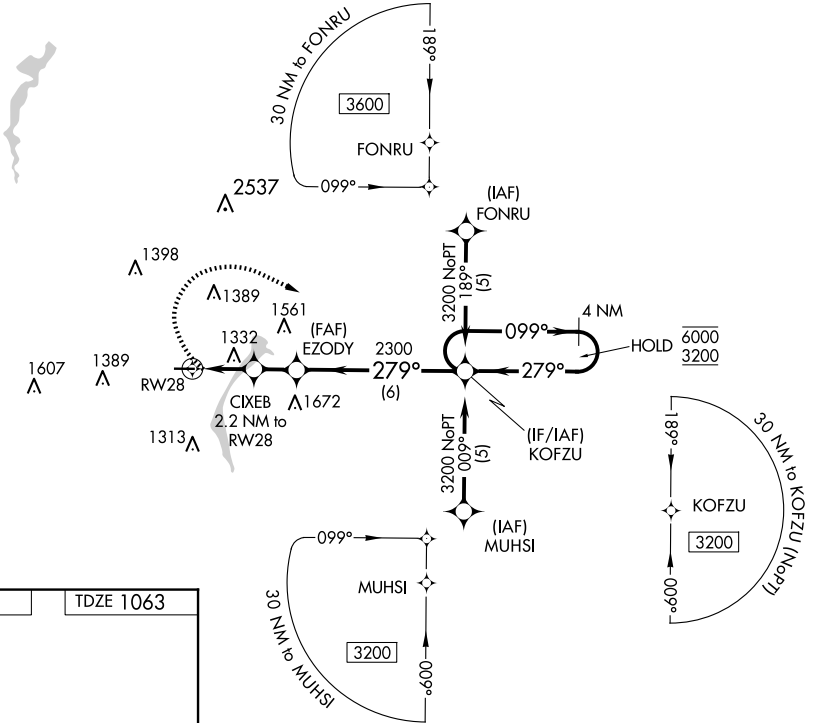 30 NM to FONRU
189°
3600
FONRU
099°
2537
(IAF)
FONRU
3200 NoPT
189°
(5)
1398
1389
1561
(FAF)
EZODY
1332
2300
279°
(6)
099°
4 NM
279°
HOLD
6000
3200
1607
1389
RW28
CIXEB
2.2 NM to
RW28
1672
1313
(IF/IAF)
KOFZU
3200 NoPT
009°
(5)
(IAF)
MUHSI
189°
30 NM to KOFZU (NoPT)
KOFZU
3200
009°
099°
MUHSI
30 NM to MUHSI
3200
009°
TDZE 1063